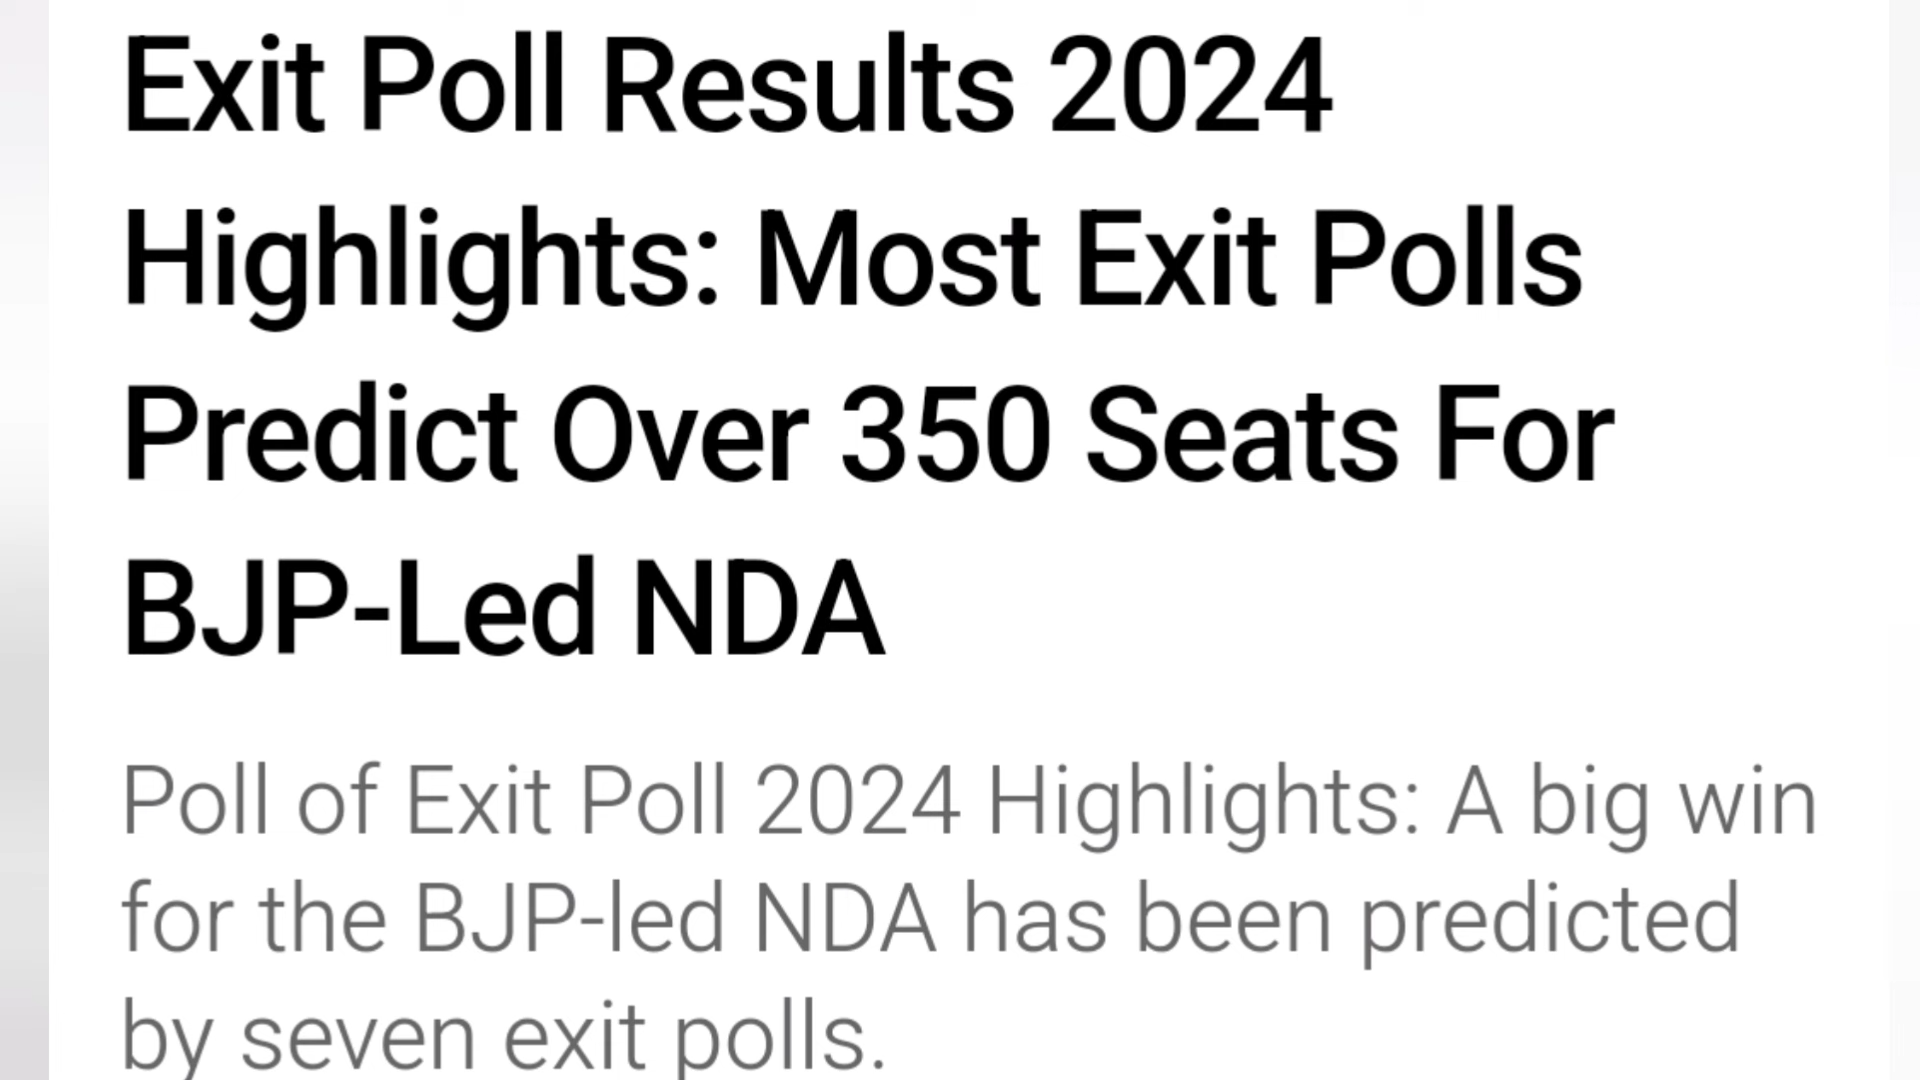 Exit Poll Results 2024
Highlights: Most Exit Polls
Predict Over 350 Seats For
BJP-Led NDA
Poll of Exit Poll 2024 Highlights: A big win
for the BJP-led NDA has been predicted
by seven exit polls.